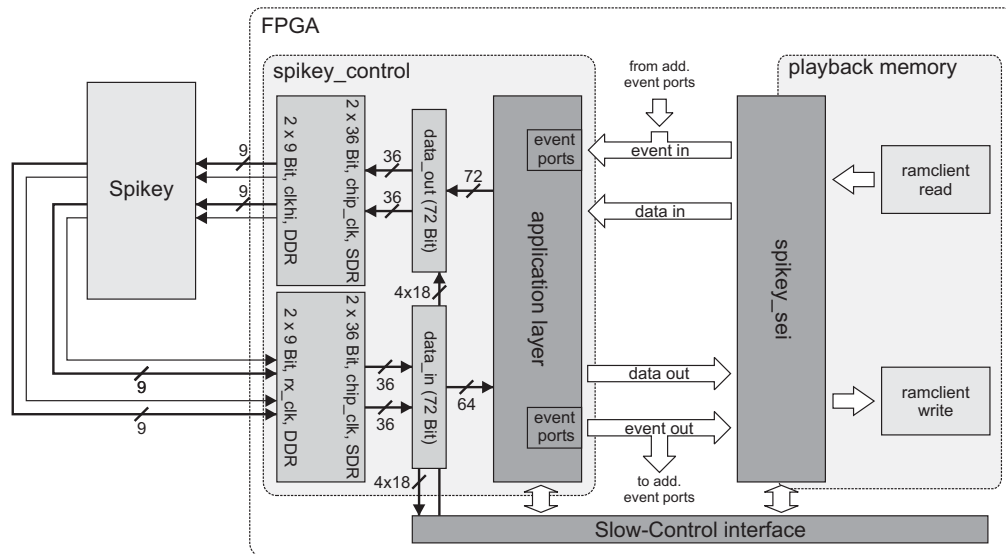 FPGA
spikey_control
playback memory
from add.
event ports
Spikey
2 x 9 Bit, clkhi, DDR
2 x 36 Bit, chip_clk, SDR
data_out (72 Bit)
9
9
36
36
72
4x18
event
ports
application
layer
event in
data in
spikey_sei
ramclient
read
2 x 9 Bit, rx_clk, DDR
2 x 36 Bit, chip_clk, SDR
data_in (72 Bit)
9
9
36
36
64
4x18
event
ports
data out
event out
to add.
event ports
ramclient
write
Slow-Control interface